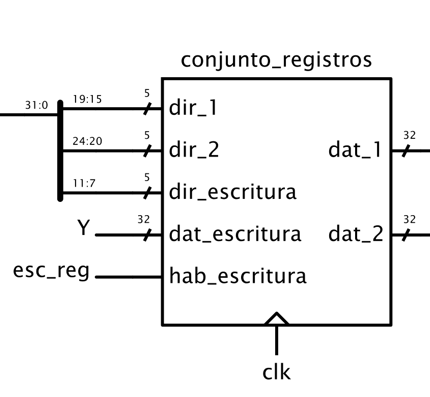 conjunto_registros
31:0
19:15
5
dir_1
24:20
5
dir_2
dat_1
32
11:7
5
dir_escritura
Y
32
dat_escritura
dat_2
32
esc_reg
hab_escritura
clk